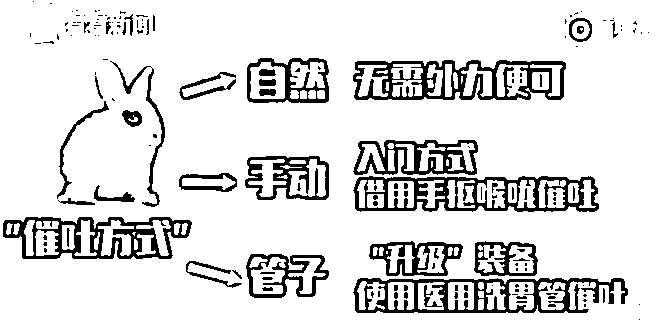 看看新闻
自然 无需外力便可
手动 入门方式
借用手抠喉咙催吐
"催吐方式"
管子 "升级"装备
使用医用洗胃管催吐